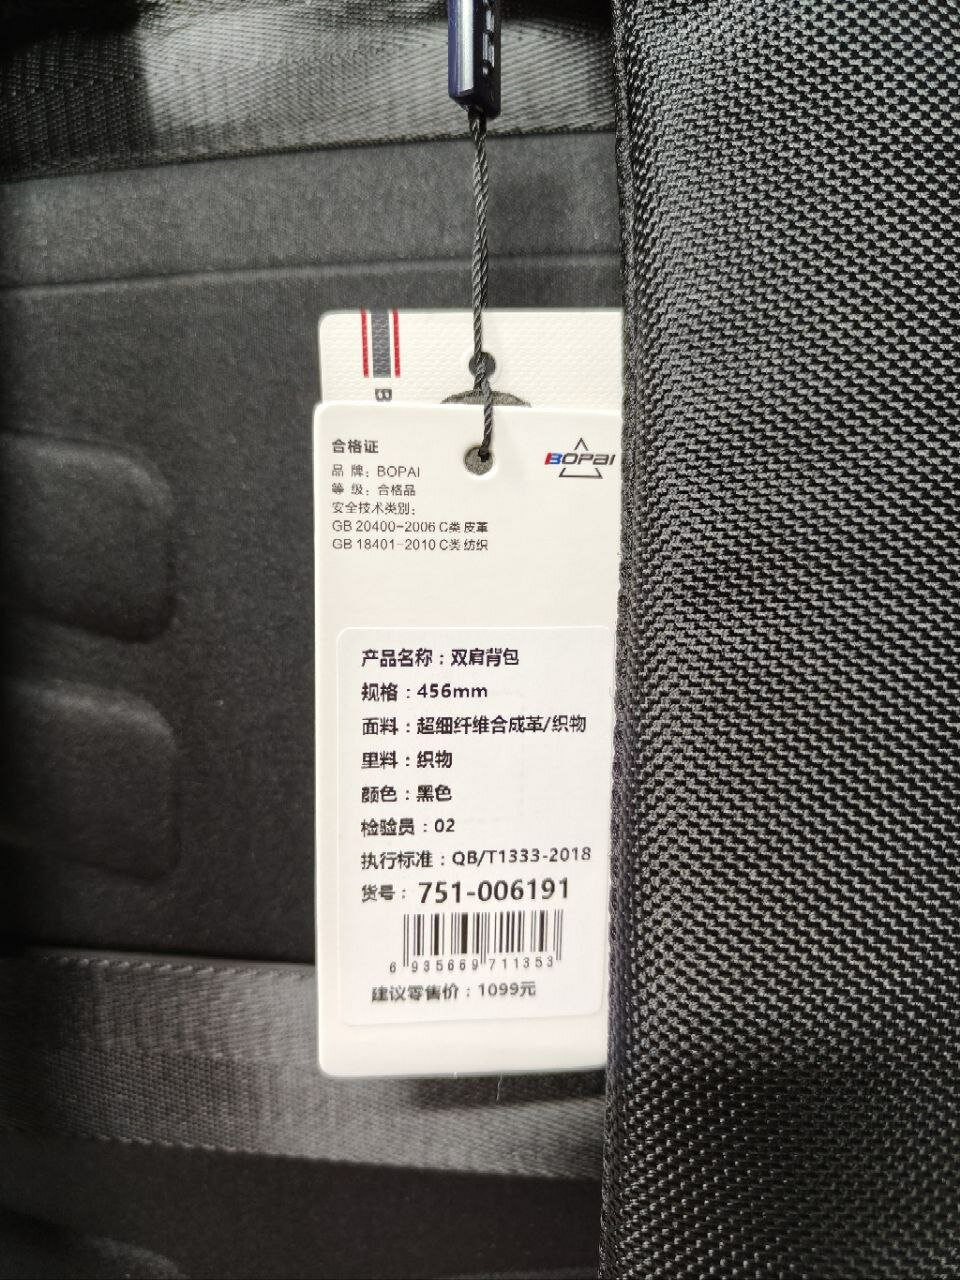 B
合格证
BOPAI
品 牌：BOPAI
等 级：合格品
安全技术类别：
GB 20400-2006 C类 皮革
GB 18401-2010 C类 纺织
产品名称：双肩背包
规格：456mm
面料：超细纤维合成革/织物
里料：织物
颜色：黑色
检验员：02
执行标准：QB/T1333-2018
货号：751-006191
6 935669 711353
建议零售价：1099元